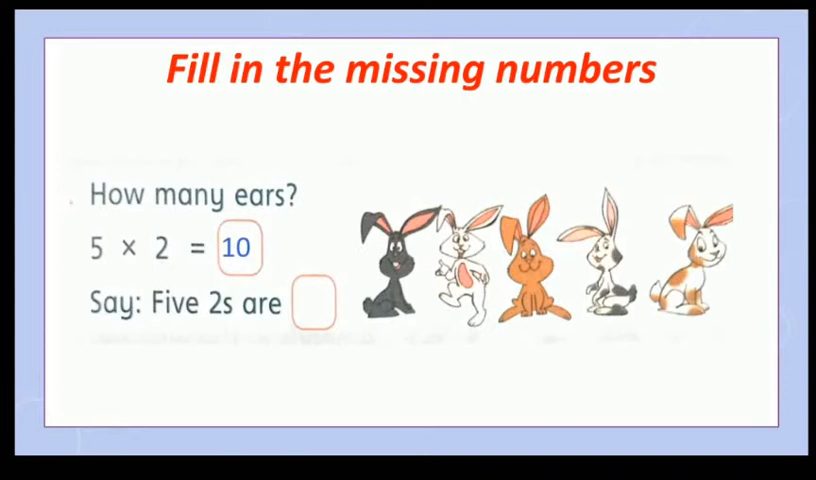 Fill in the missing numbers
How many ears?
5 × 2 = 10
Say: Five 2s are